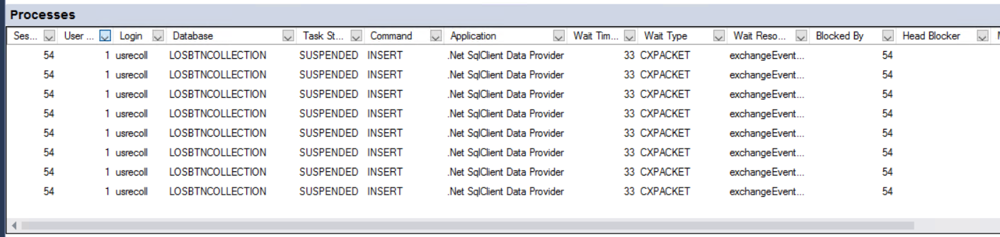 Processes
Ses... User ... Login Database Task St... Command Application Wait Tim... Wait Type Wait Reso... Blocked By Head Blocker
54 1 usrecoll LOSBTNCOLLECTION SUSPENDED INSERT .Net SqlClient Data Provider 33 CXPACKET exchangeEvent... 54
54 1 usrecoll LOSBTNCOLLECTION SUSPENDED INSERT .Net SqlClient Data Provider 33 CXPACKET exchangeEvent... 54
54 1 usrecoll LOSBTNCOLLECTION SUSPENDED INSERT .Net SqlClient Data Provider 33 CXPACKET exchangeEvent... 54
54 1 usrecoll LOSBTNCOLLECTION SUSPENDED INSERT .Net SqlClient Data Provider 33 CXPACKET exchangeEvent... 54
54 1 usrecoll LOSBTNCOLLECTION SUSPENDED INSERT .Net SqlClient Data Provider 33 CXPACKET exchangeEvent... 54
54 1 usrecoll LOSBTNCOLLECTION SUSPENDED INSERT .Net SqlClient Data Provider 33 CXPACKET exchangeEvent... 54
54 1 usrecoll LOSBTNCOLLECTION SUSPENDED INSERT .Net SqlClient Data Provider 33 CXPACKET exchangeEvent... 54
54 1 usrecoll LOSBTNCOLLECTION SUSPENDED INSERT .Net SqlClient Data Provider 33 CXPACKET exchangeEvent... 54